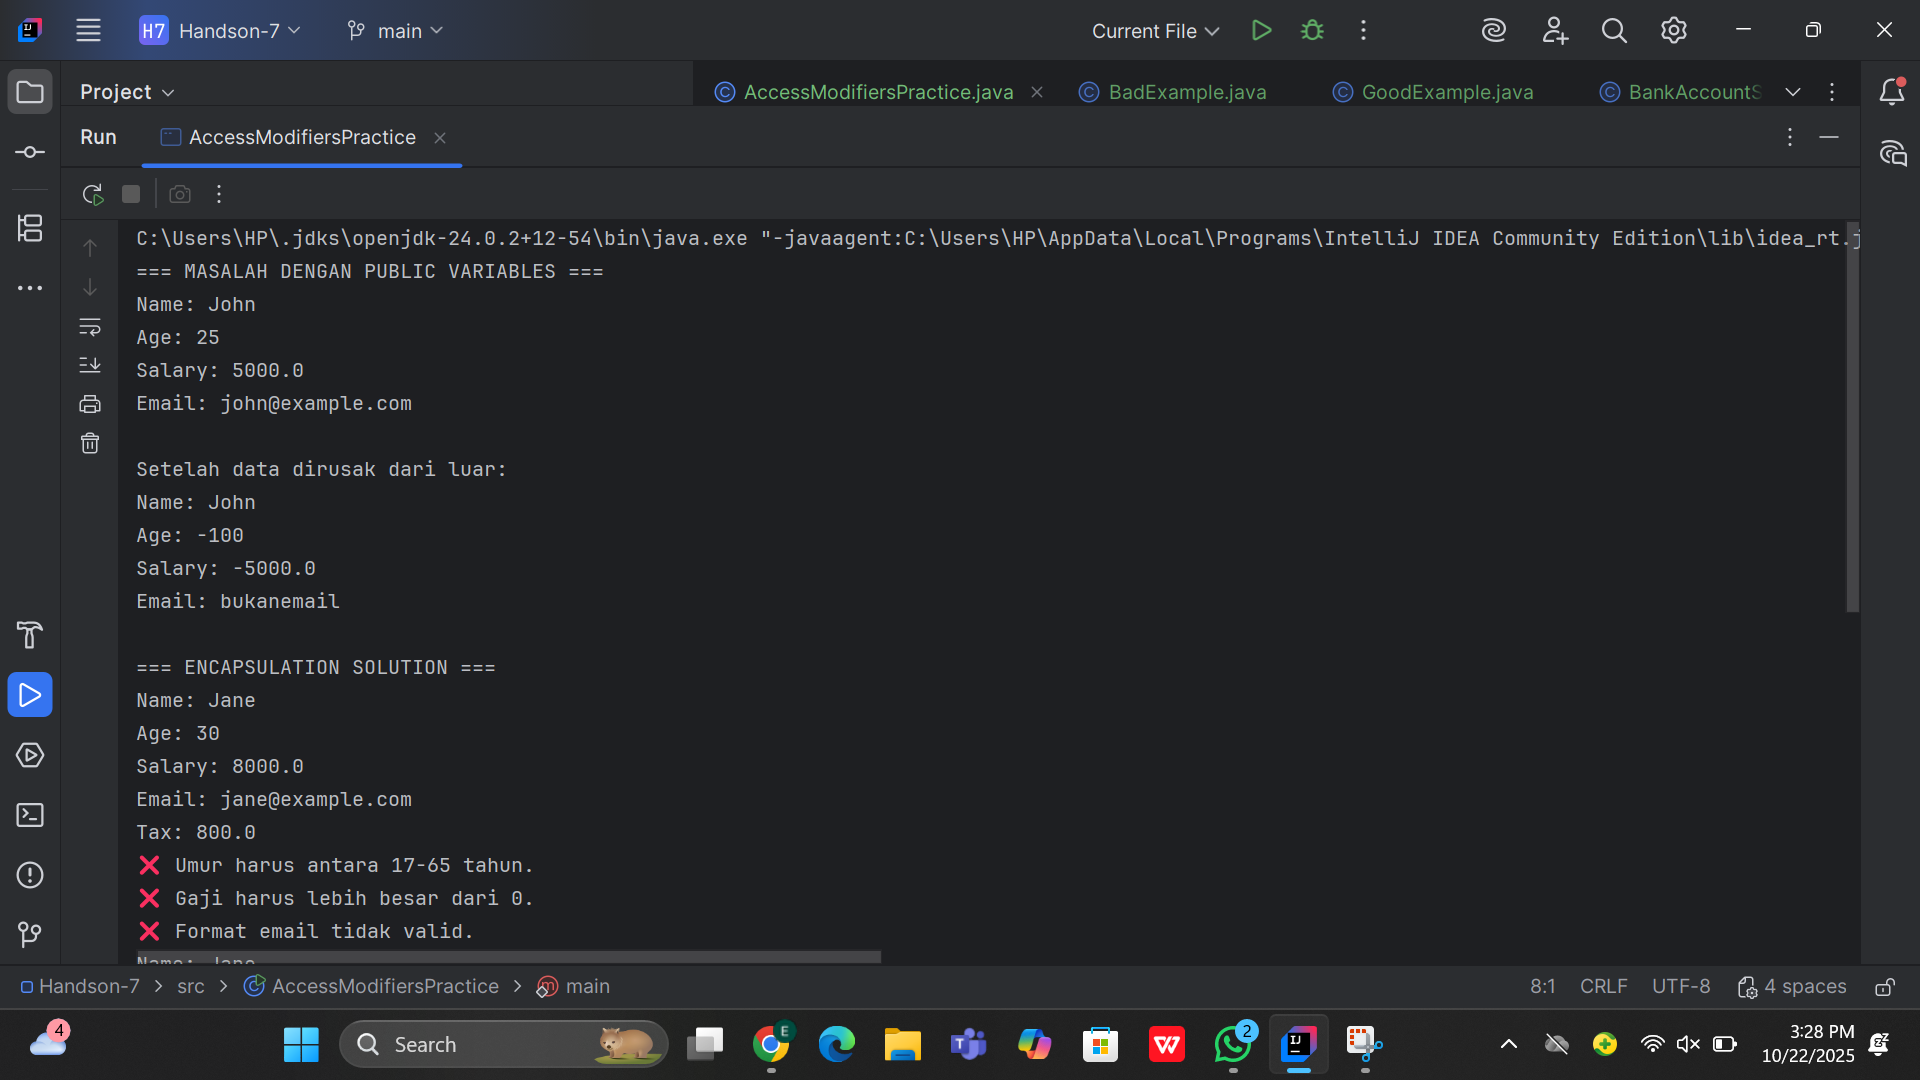 H7 Handson-7 main Current File
Project AccessModifiersPractice.java BadExample.java GoodExample.java BankAccountS
Run AccessModifiersPractice
C:\Users\HP\.jdks\openjdk-24.0.2+12-54\bin\java.exe "-javaagent:C:\Users\HP\AppData\Local\Programs\IntelliJ IDEA Community Edition\lib\idea_rt.j
=== MASALAH DENGAN PUBLIC VARIABLES ===
Name: John
Age: 25
Salary: 5000.0
Email: john@example.com
Setelah data dirusak dari luar:
Name: John
Age: -100
Salary: -5000.0
Email: bukanemail
=== ENCAPSULATION SOLUTION ===
Name: Jane
Age: 30
Salary: 8000.0
Email: jane@example.com
Tax: 800.0
❌ Umur harus antara 17-65 tahun.
❌ Gaji harus lebih besar dari 0.
❌ Format email tidak valid.
Name: Jane
Handson-7 > src > AccessModifiersPractice > main 8:1 CRLF UTF-8 4 spaces
4 Search E 2 3:28 PM
10/22/2025